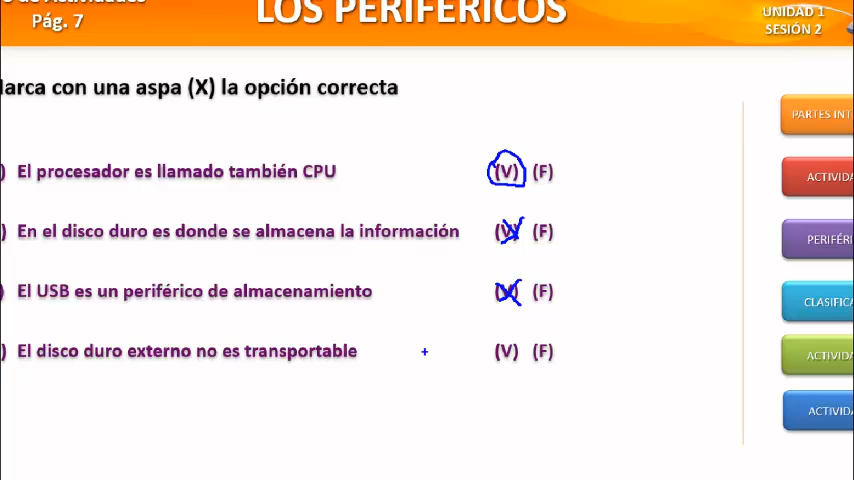 de Actividades
Pág. 7
LOS PERIFÉRICOS
UNIDAD 1
SESIÓN 2
Marca con una aspa (X) la opción correcta
) El procesador es llamado también CPU (V) (F)
) En el disco duro es donde se almacena la información (V) (F)
) El USB es un periférico de almacenamiento (V) (F)
) El disco duro externo no es transportable (V) (F)
PARTES INT
ACTIVIDA
PERIFÉRI
CLASIFICA
ACTIVIDA
ACTIVIDA